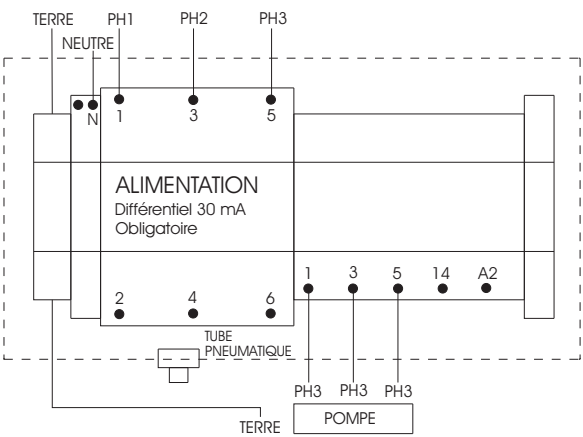 TERRE PH1 PH2 PH3
NEUTRE
N 1 3 5
ALIMENTATION
Différentiel 30 mA
Obligatoire
1 3 5 14 A2
2 4 6
TUBE
PNEUMATIQUE
PH3 PH3 PH3
TERRE POMPE